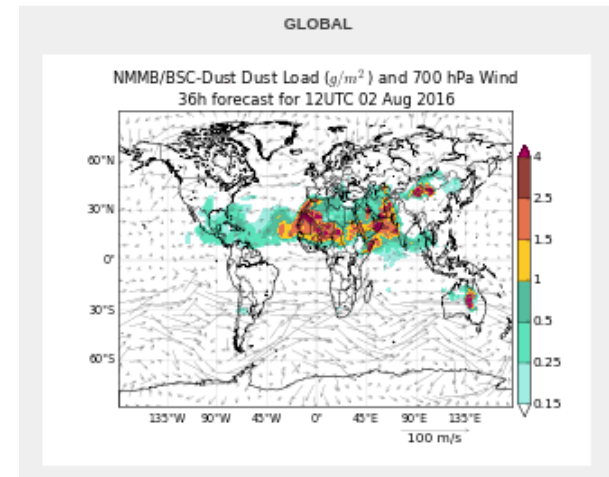 GLOBAL
NMMB/BSC-Dust Dust Load (g/m²) and 700 hPa Wind
36h forecast for 12UTC 02 Aug 2016
4
60°N
2.5
30°N
1.5
0°
1
30°S
0.5
60°S
0.25
0.15
135°W 90°W 45°W 0° 45°E 90°E 135°E
100 m/s